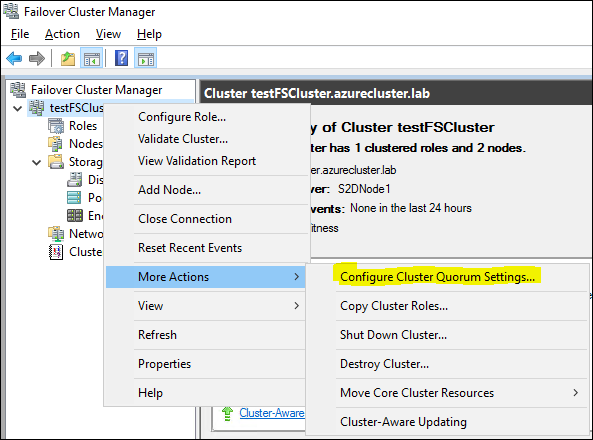 Failover Cluster Manager
File Action View Help
Failover Cluster Manager
testFSClus
Roles
Nodes
Storag
Dis
Po
Enc
Netwo
Cluster
Configure Role...
Validate Cluster...
View Validation Report
Add Node...
Close Connection
Reset Recent Events
More Actions
View
Refresh
Properties
Help
Cluster testFSCluster.azurecluster.lab
y of Cluster testFSCluster
ter has 1 clustered roles and 2 nodes.
er.azurecluster.lab
ver: S2DNode1
vents: None in the last 24 hours
itness
Configure Cluster Quorum Settings...
Copy Cluster Roles...
Shut Down Cluster...
Destroy Cluster...
Move Core Cluster Resources
Cluster-Aware Updating
Cluster-Aware